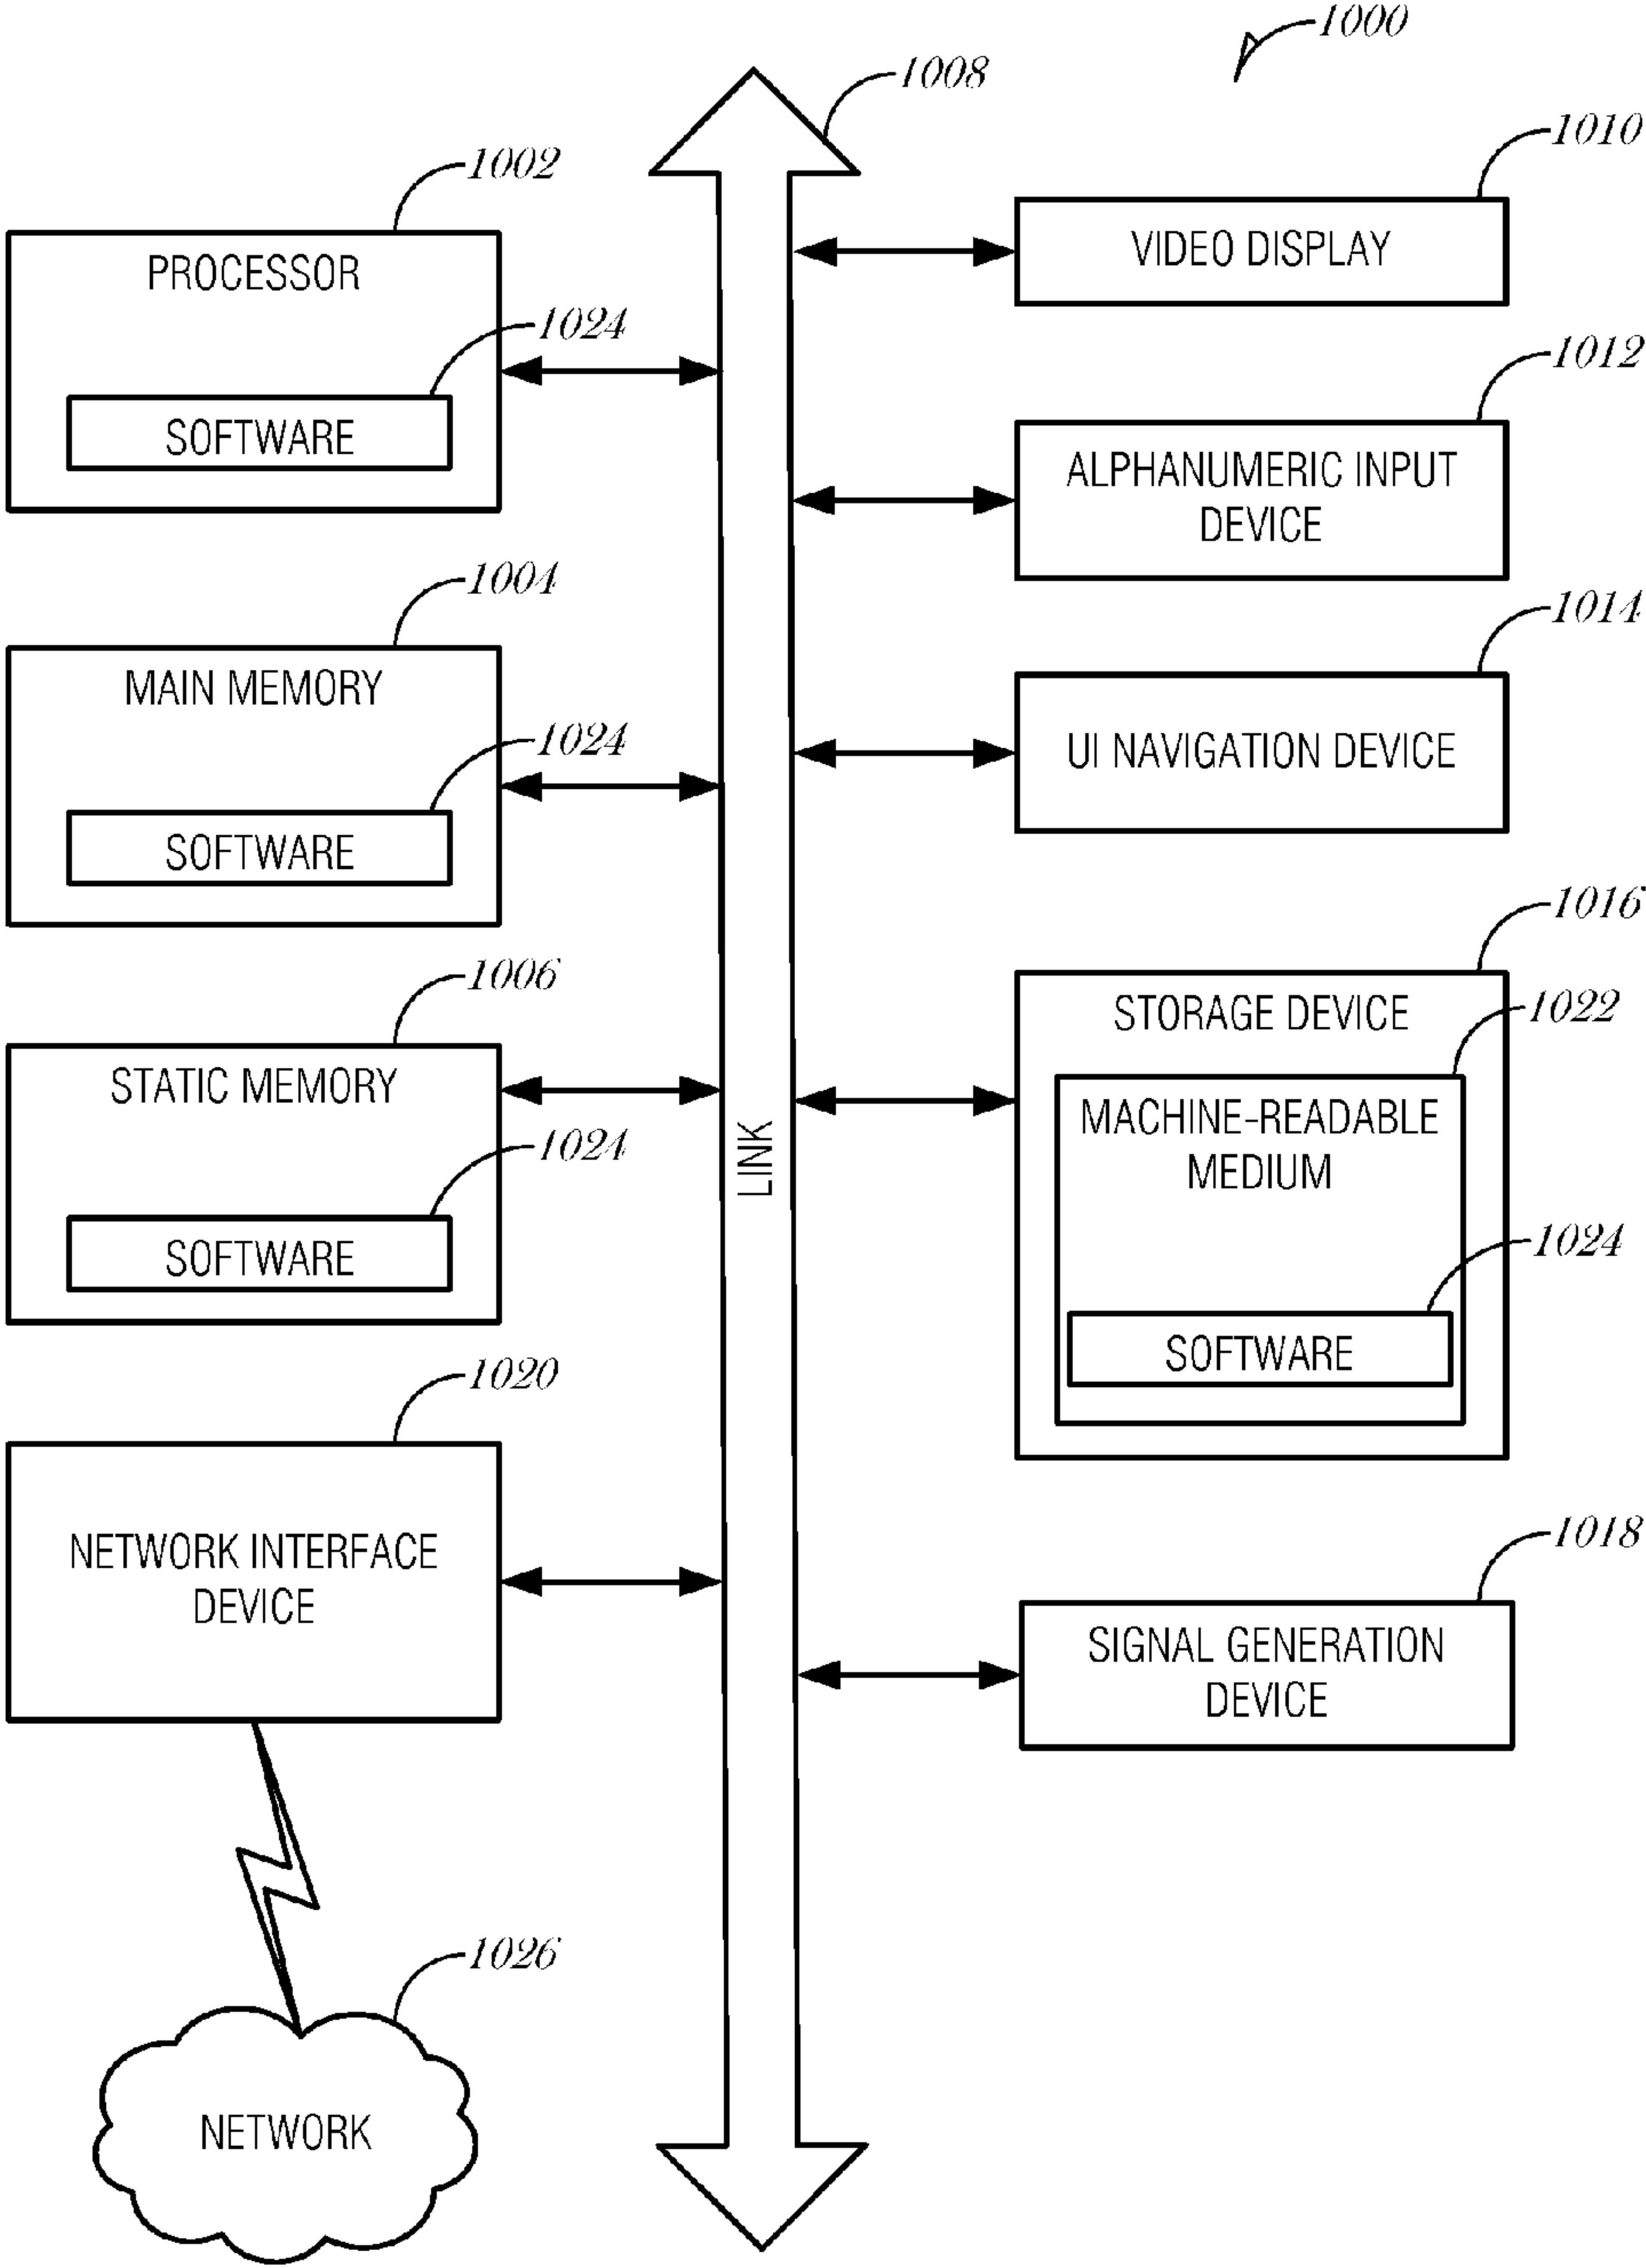 1000
1008
1002
PROCESSOR
1024
SOFTWARE
1004
MAIN MEMORY
1024
SOFTWARE
1006
STATIC MEMORY
1024
SOFTWARE
1020
NETWORK INTERFACE
DEVICE
1026
NETWORK
LINK
1010
VIDEO DISPLAY
1012
ALPHANUMERIC INPUT
DEVICE
1014
UI NAVIGATION DEVICE
1016
STORAGE DEVICE
1022
MACHINE-READABLE
MEDIUM
1024
SOFTWARE
1018
SIGNAL GENERATION
DEVICE